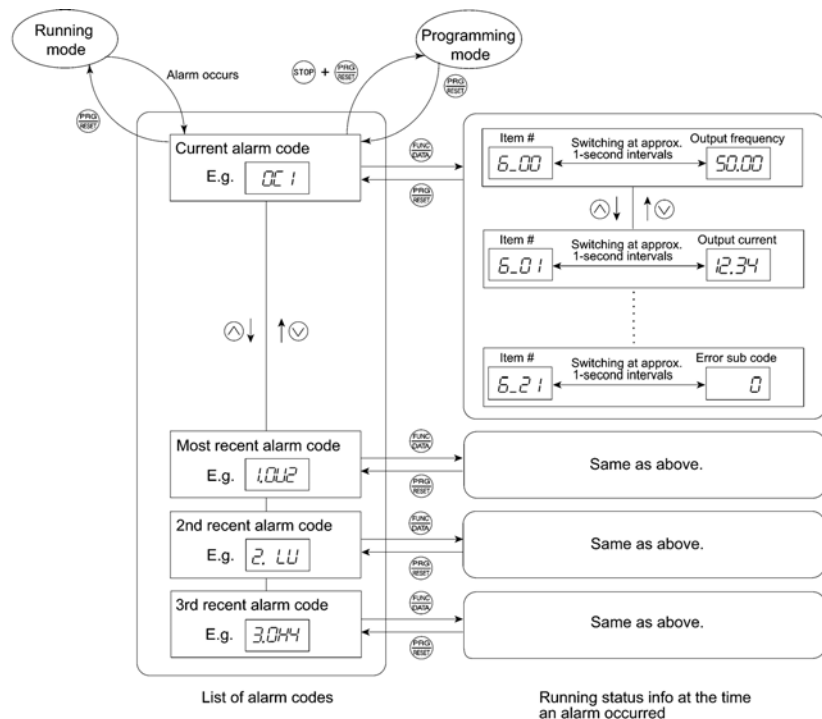 Running
mode
Programming
mode
Alarm occurs
STOP + PRG
RESET
PRG
RESET
PRG
RESET
Current alarm code
E.g. OC1
FUNC
DATA
PRG
RESET
Item #
6_00
Switching at approx.
1-second intervals
Output frequency
50.00
Item #
6_01
Switching at approx.
1-second intervals
Output current
12.34
Item #
6_21
Switching at approx.
1-second intervals
Error sub code
0
Most recent alarm code
E.g. 1.OU2
FUNC
DATA
PRG
RESET
Same as above.
2nd recent alarm code
E.g. 2. LU
FUNC
DATA
PRG
RESET
Same as above.
3rd recent alarm code
E.g. 3.OH4
FUNC
DATA
PRG
RESET
Same as above.
List of alarm codes
Running status info at the time
an alarm occurred